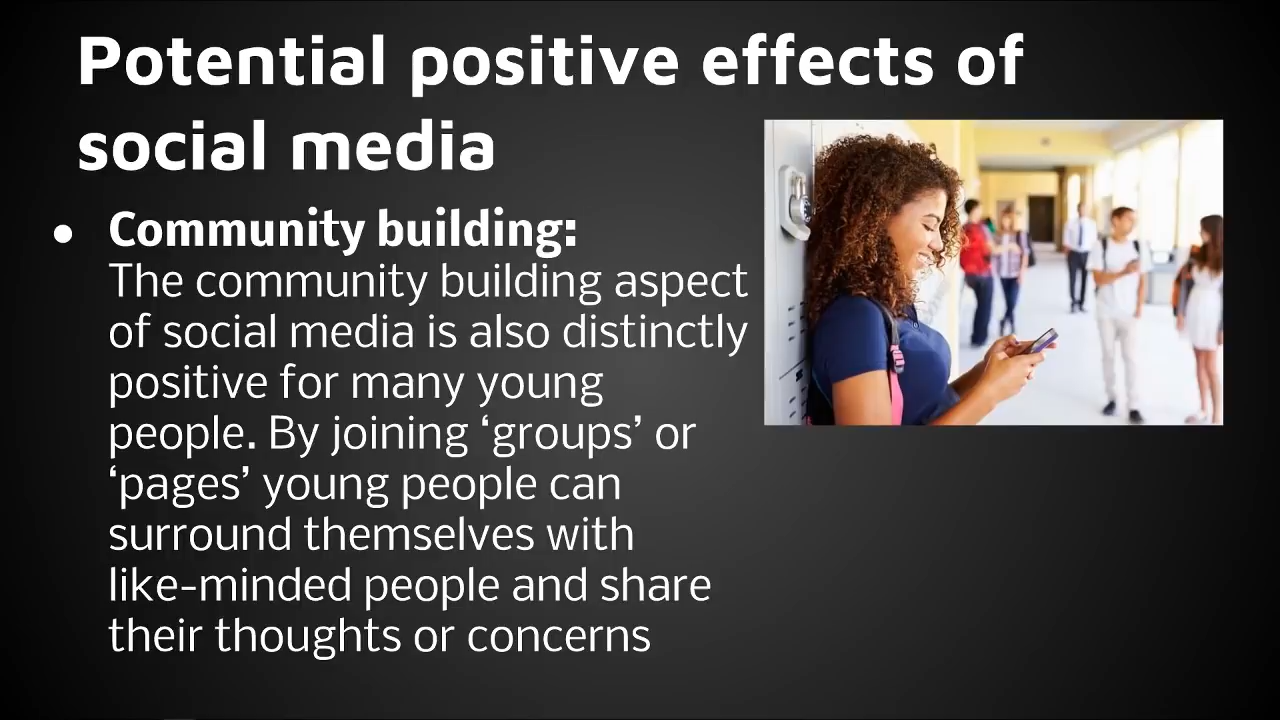 Potential positive effects of
social media
● Community building:
The community building aspect
of social media is also distinctly
positive for many young
people. By joining ‘groups’ or
‘pages’ young people can
surround themselves with
like-minded people and share
their thoughts or concerns